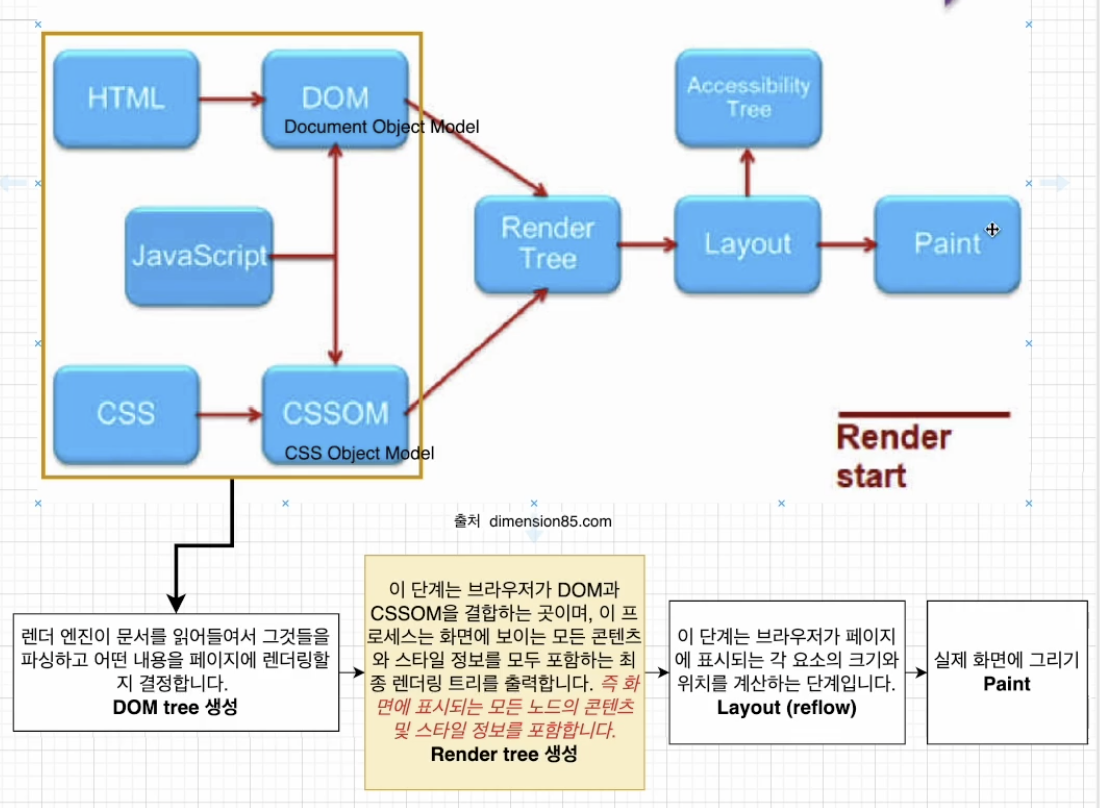 HTML
DOM
Document Object Model
Accessibility
Tree
JavaScript
Render
Tree
Layout
Paint
CSS
CSSOM
CSS Object Model
Render
start
출처 dimension85.com
렌더 엔진이 문서를 읽어들여서 그것들을
파싱하고 어떤 내용을 페이지에 렌더링할
지 결정합니다.
DOM tree 생성
이 단계는 브라우저가 DOM과
CSSOM을 결합하는 곳이며, 이 프
로세스는 화면에 보이는 모든 콘텐츠
와 스타일 정보를 모두 포함하는 최
종 렌더링 트리를 출력합니다. 즉 화
면에 표시되는 모든 노드의 콘텐츠
및 스타일 정보를 포함합니다.
Render tree 생성
이 단계는 브라우저가 페이지
에 표시되는 각 요소의 크기와
위치를 계산하는 단계입니다.
Layout (reflow)
실제 화면에 그리기
Paint